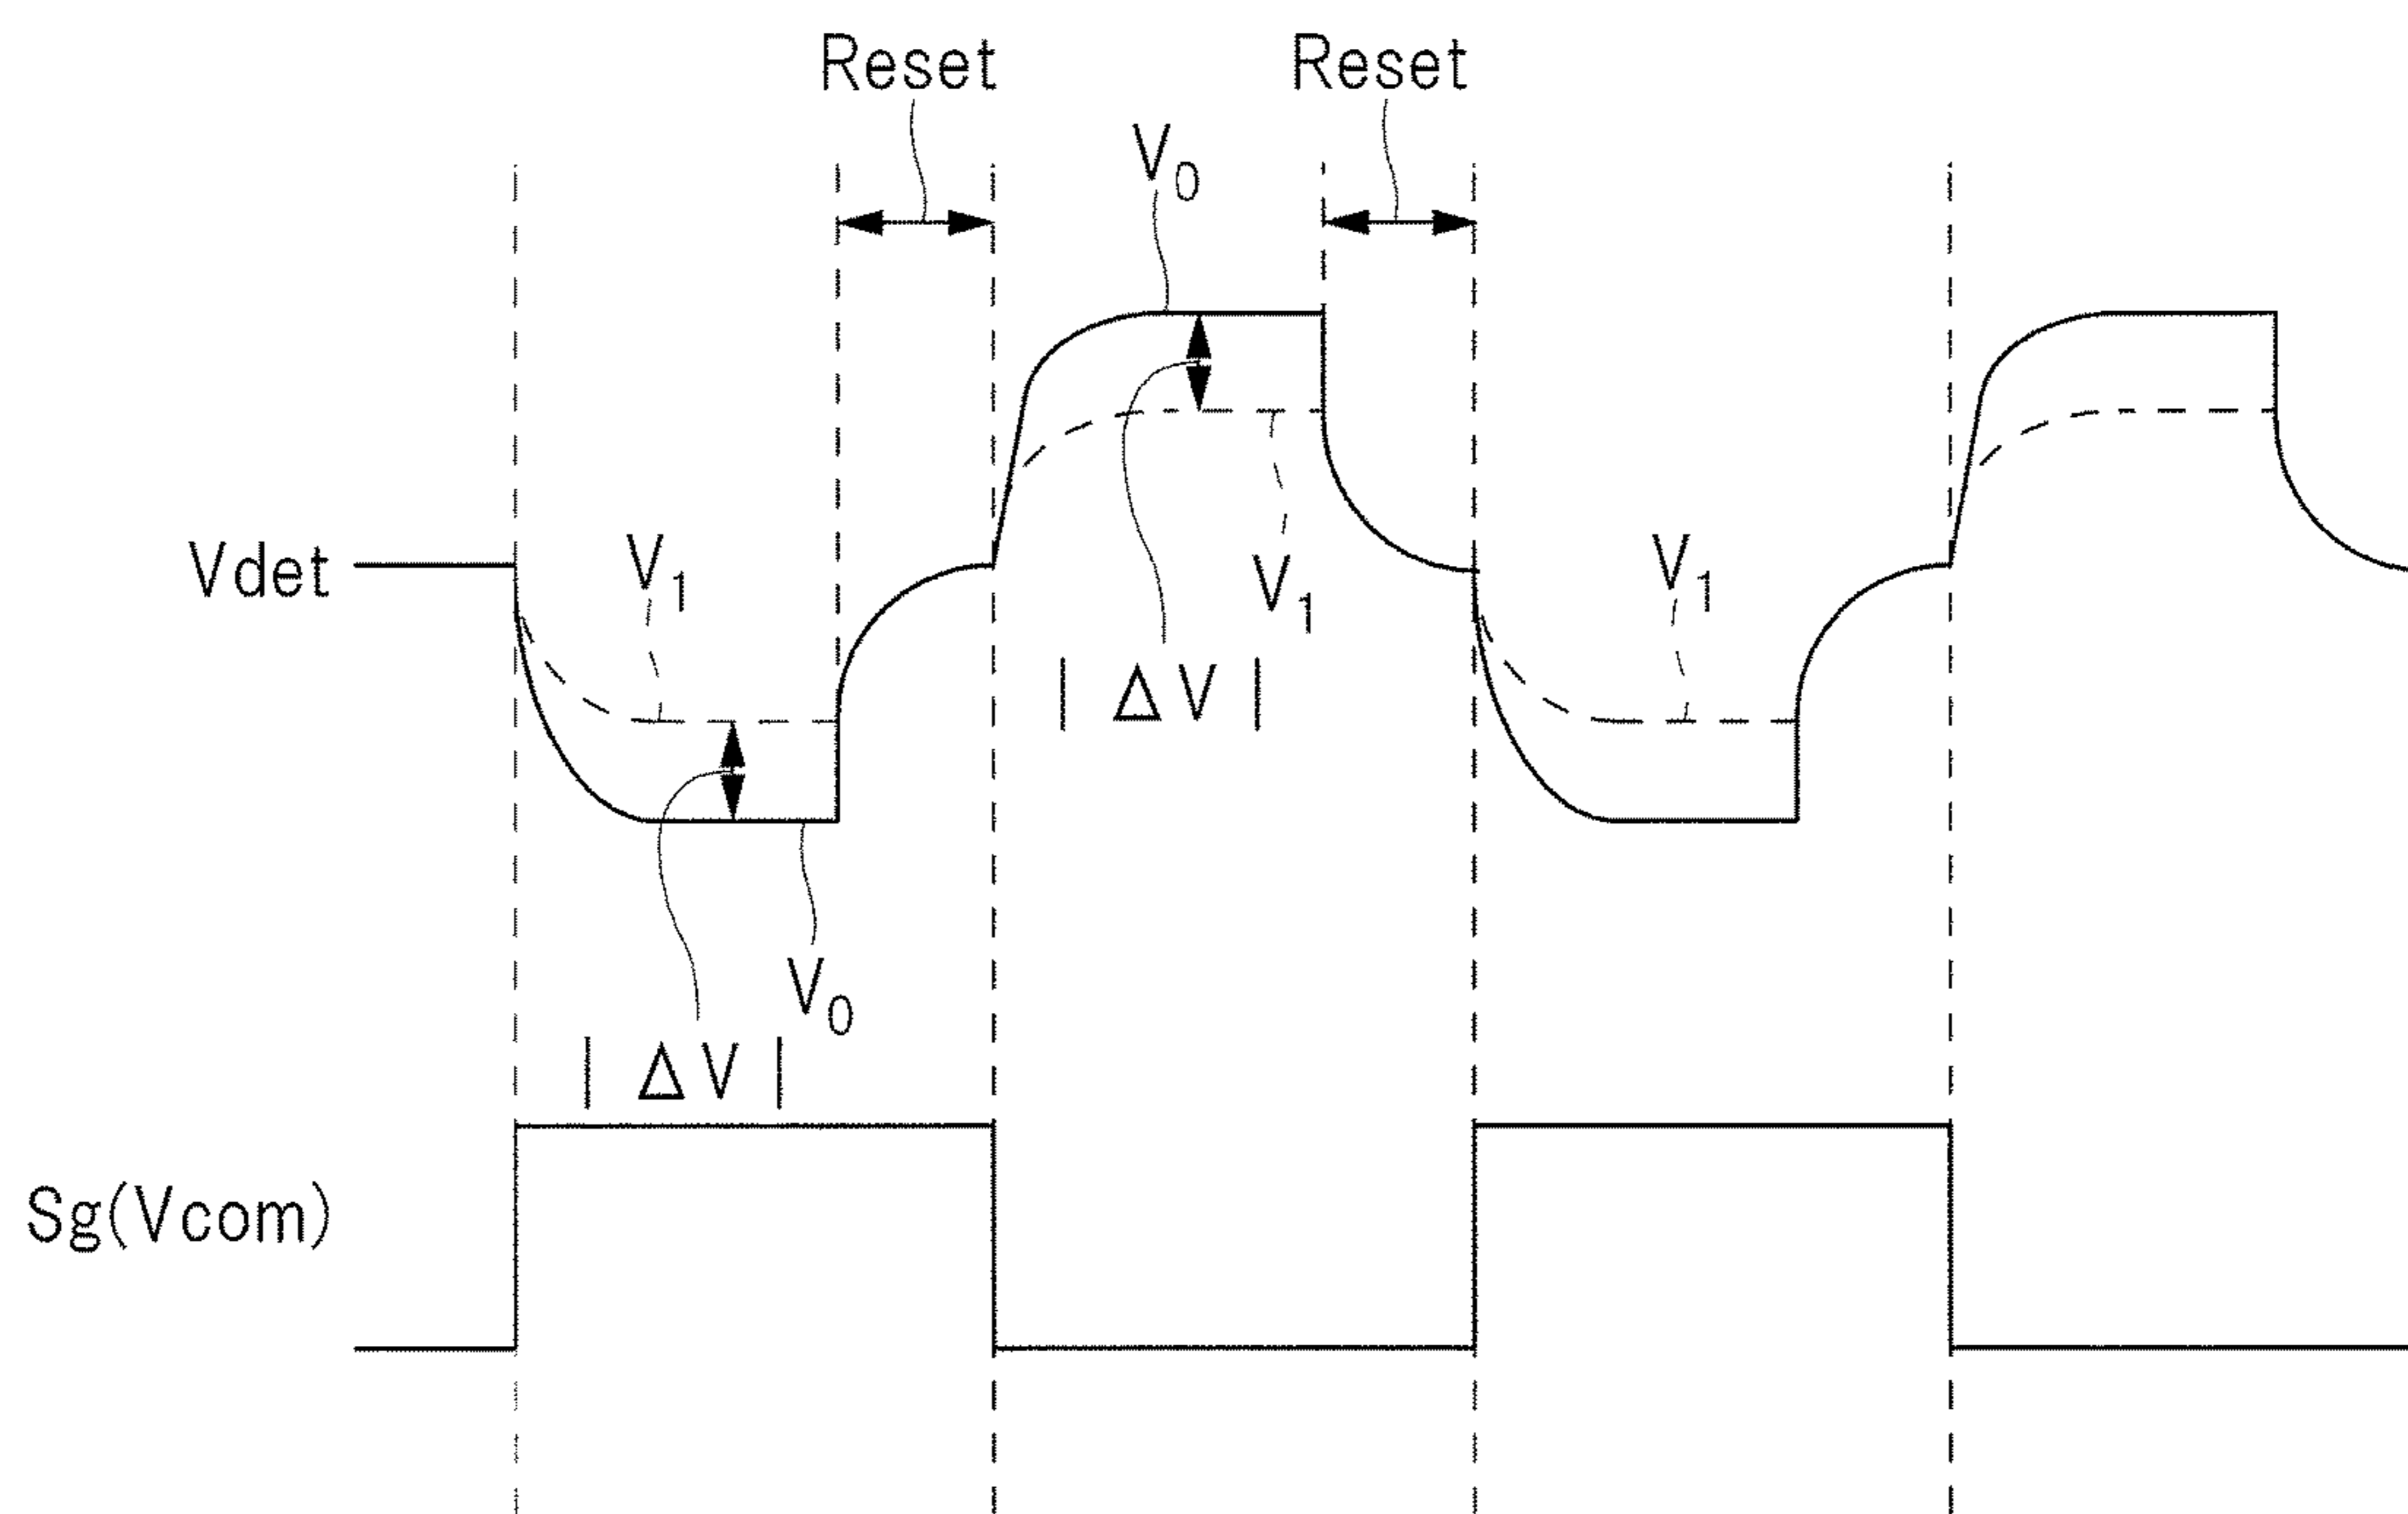 Reset
Reset
V0
Vdet
V1
V1
V1
| ΔV |
V0
| ΔV |
Sg(Vcom)